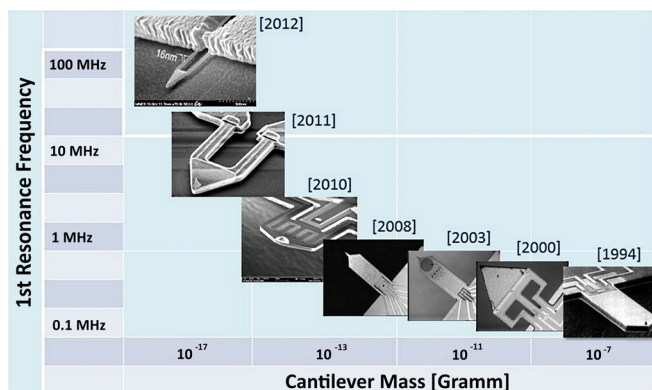 [2012]
16nm
100 MHz
[2011]
10 MHz
[2010]
[2008]
[2003]
[2000]
[1994]
1 MHz
0.1 MHz
1st Resonance Frequency
10 -17
10 -13
10 -11
10 -7
Cantilever Mass [Gramm]